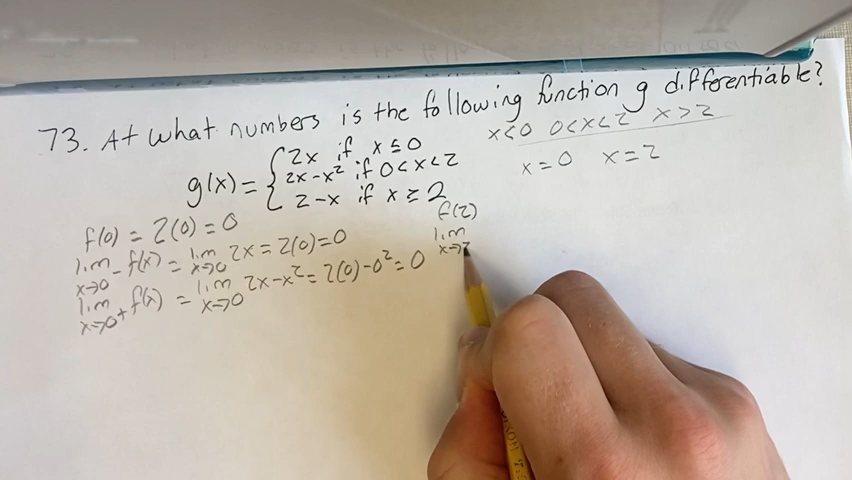 73. At what numbers is the following function g differentiable?
g(x) = { 2x if x ≤ 0
2x-x² if 0<x<2
2-x if x ≥ 2
x<0 0<x<2 x>2
x=0 x=2
f(0) = 2(0) = 0
lim x→0⁻ f(x) = lim x→0 2x = 2(0) = 0
lim x→0⁺ f(x) = lim x→0 2x-x² = 2(0)-0² = 0
f(2)
lim x→2